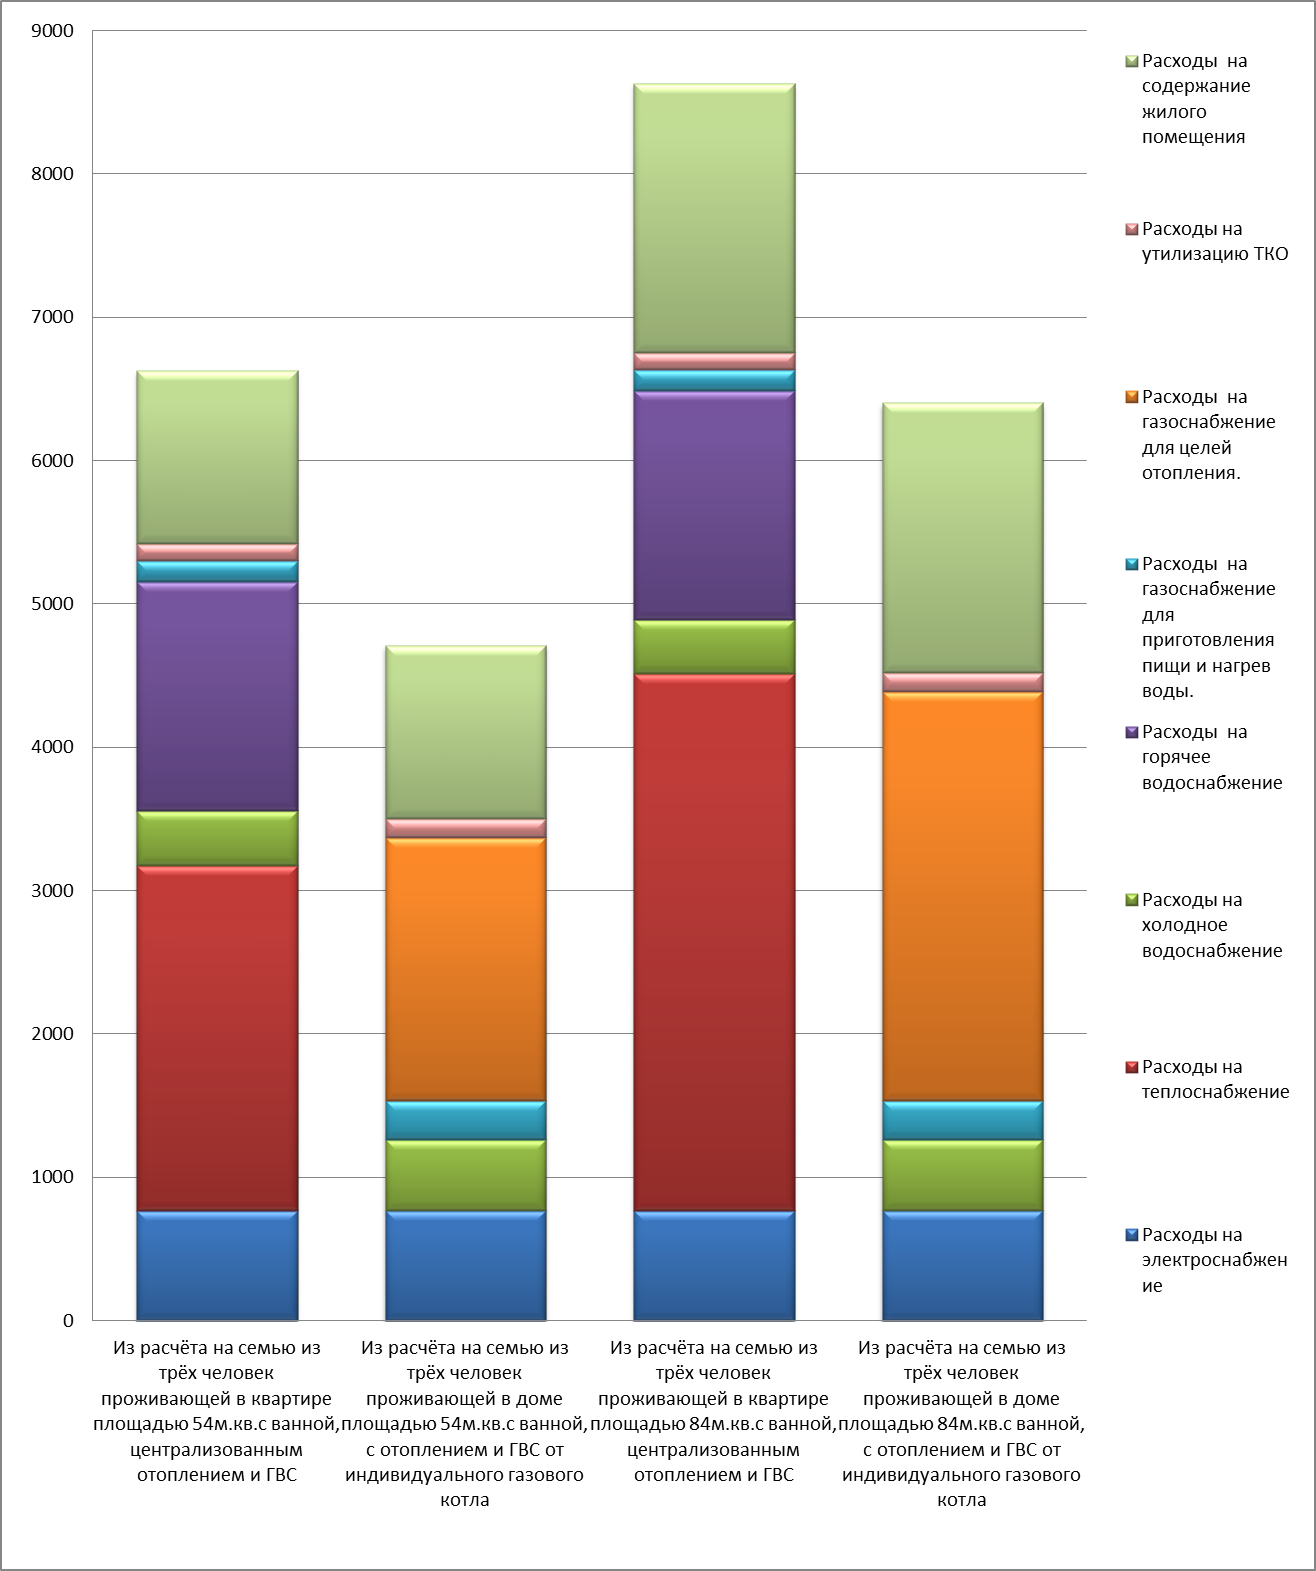 9000
8000
7000
6000
5000
4000
3000
2000
1000
0
Из расчёта на семью из
трёх человек
проживающей в квартире
площадью 54м.кв.с ванной,
централизованным
отоплением и ГВС
Из расчёта на семью из
трёх человек
проживающей в доме
площадью 54м.кв.с ванной,
с отоплением и ГВС от
индивидуального газового
котла
Из расчёта на семью из
трёх человек
проживающей в квартире
площадью 84м.кв.с ванной,
централизованным
отоплением и ГВС
Из расчёта на семью из
трёх человек
проживающей в доме
площадью 84м.кв.с ванной,
с отоплением и ГВС от
индивидуального газового
котла
Расходы  на
содержание
жилого
помещения
Расходы на
утилизацию ТКО
Расходы  на
газоснабжение
для целей
отопления.
Расходы  на
газоснабжение
для
приготовления
пищи и нагрев
воды.
Расходы  на
горячее
водоснабжение
Расходы на
холодное
водоснабжение
Расходы на
теплоснабжение
Расходы на
электроснабжен
ие